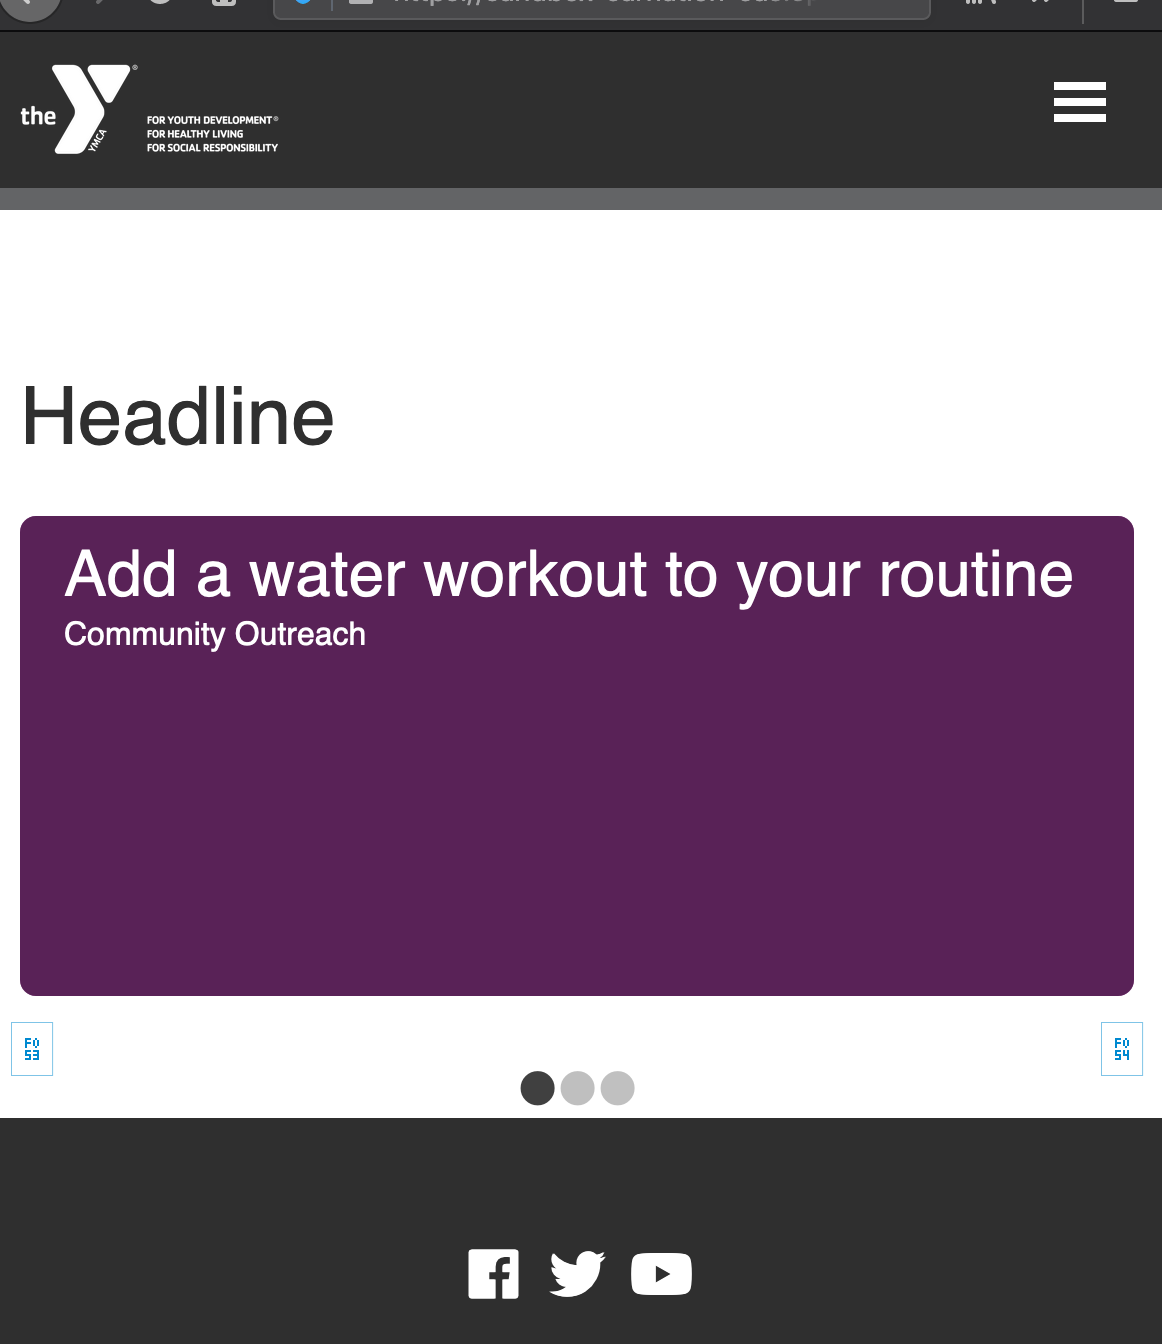 the
YMCA
®
FOR YOUTH DEVELOPMENT®
FOR HEALTHY LIVING
FOR SOCIAL RESPONSIBILITY
Headline
Add a water workout to your routine
Community Outreach
F0
53
F0
54